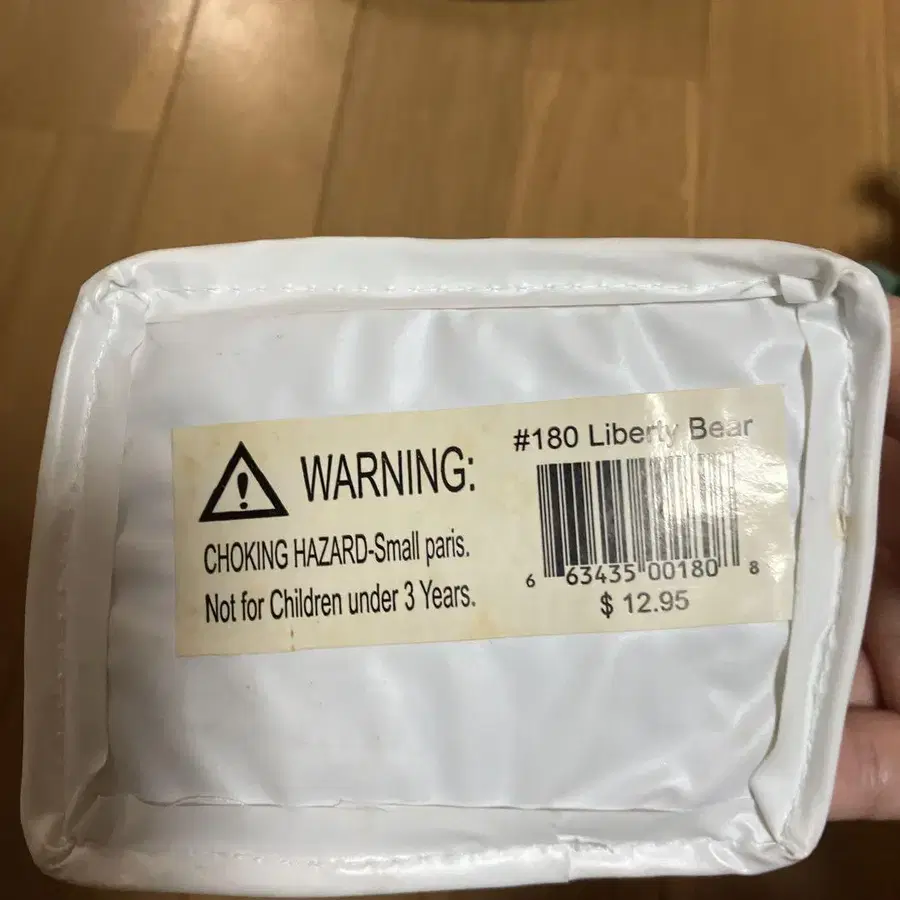 WARNING:
CHOKING HAZARD-Small paris.
Not for Children under 3 Years.
#180 Liberty Bear
6 63435 00180 8
$ 12.95